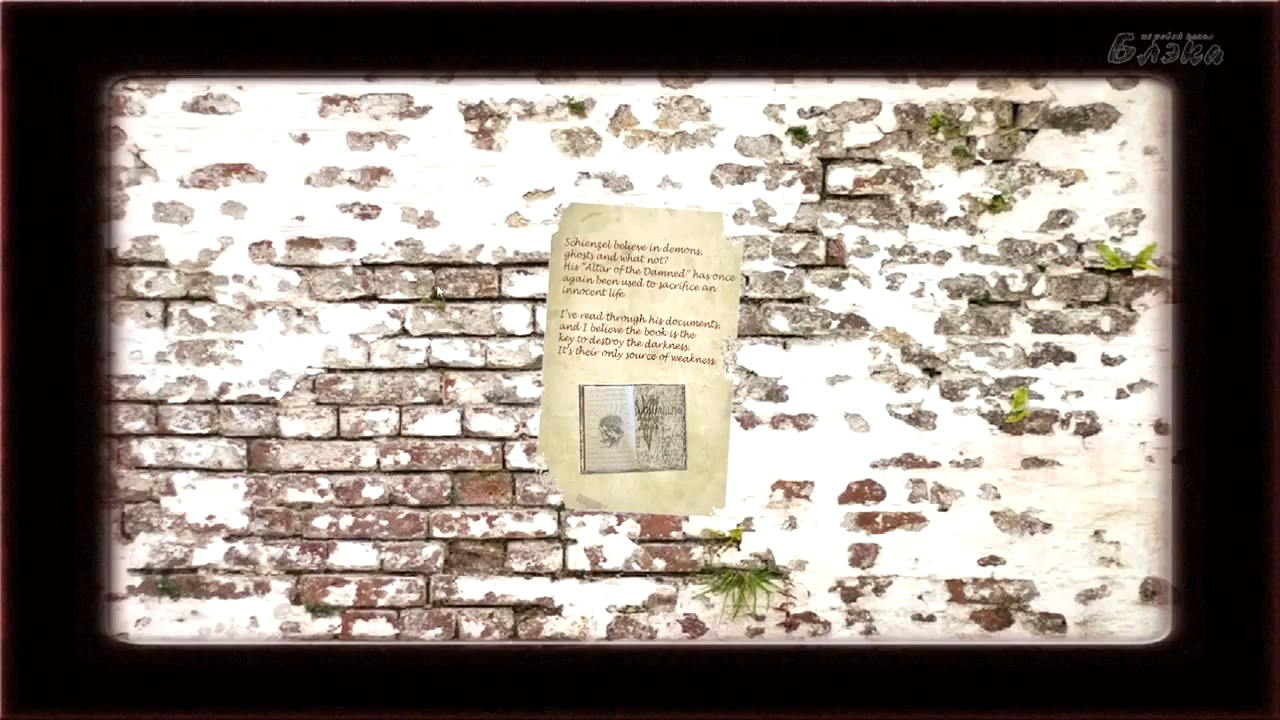 Блэка
Schienzel believe in demons,
ghosts and what not?
His "Altar of the Damned" has once
again been used to sacrifice an
innocent life.
I've read through his documents,
and I believe the book is the
key to destroy the darkness.
It's their only source of weakness.